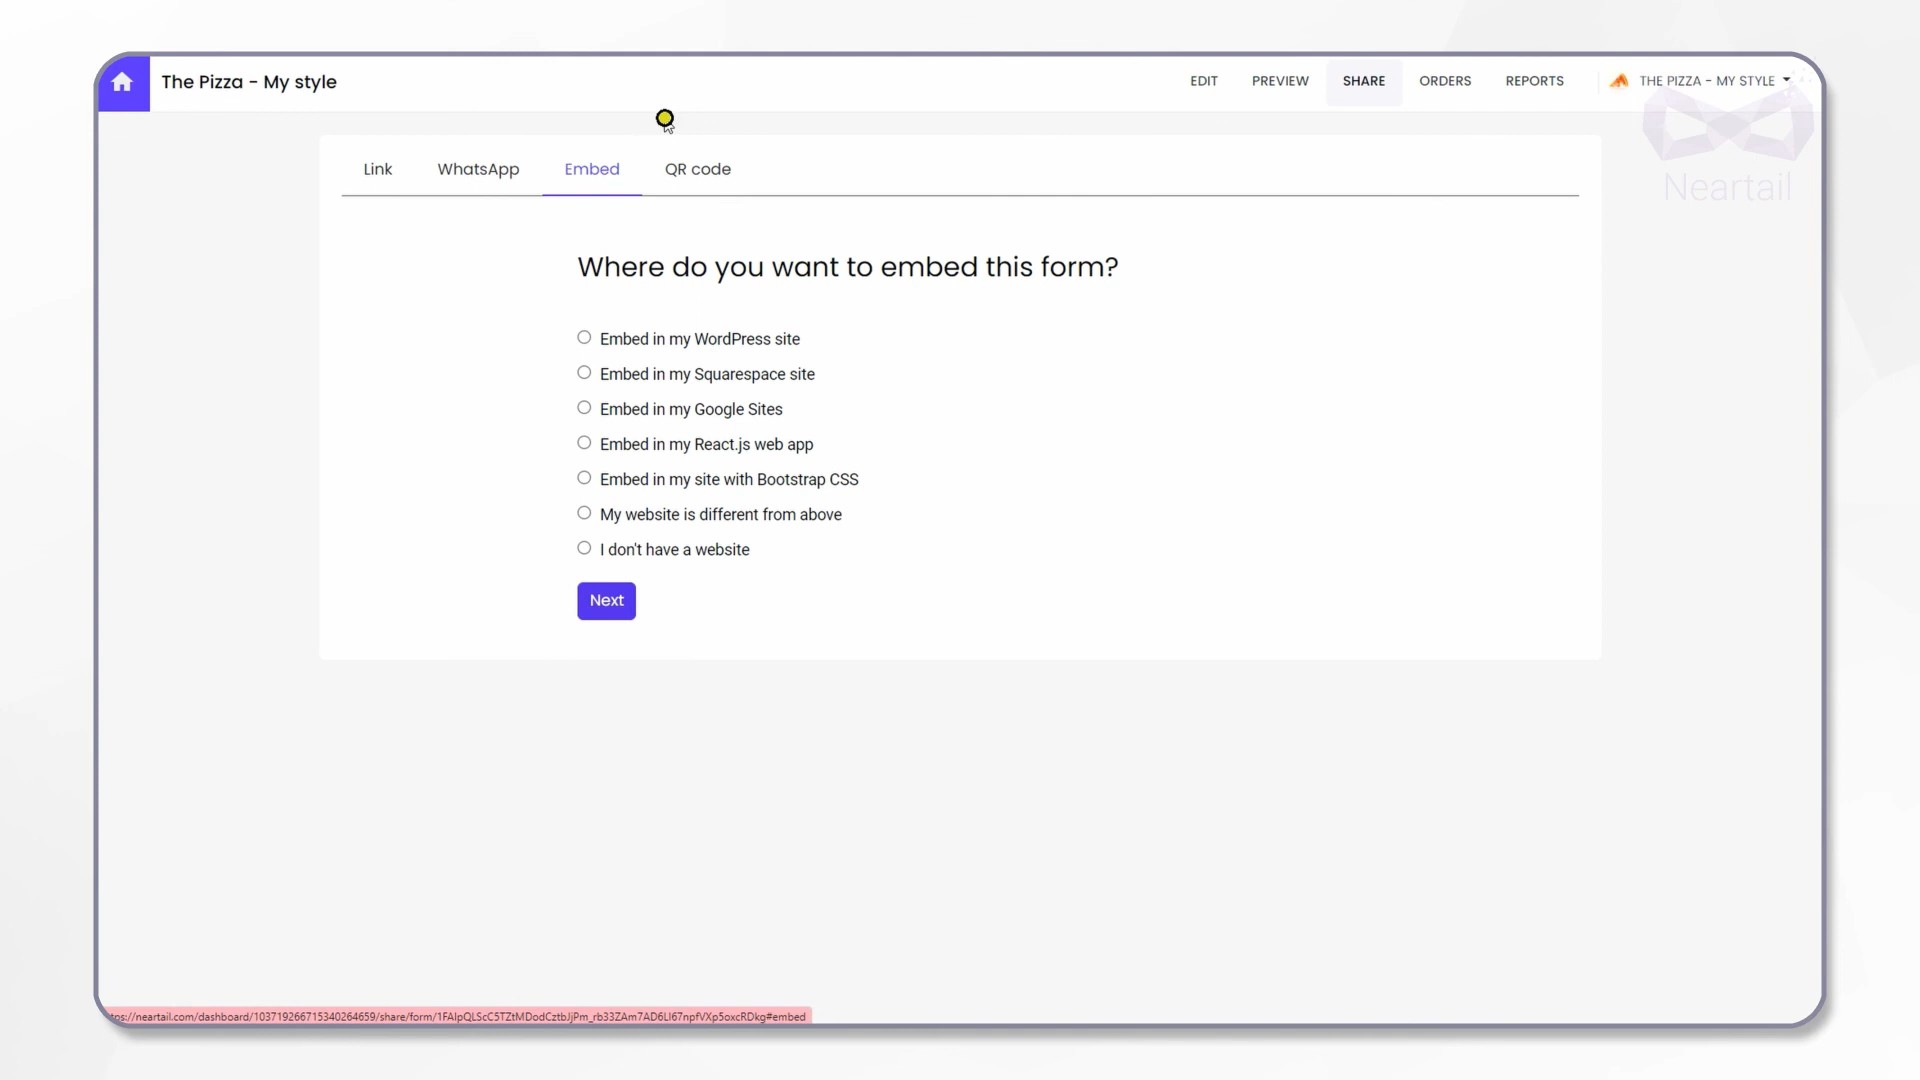 The Pizza - My style
EDIT PREVIEW SHARE ORDERS REPORTS THE PIZZA - MY STYLE
Neartail
Link WhatsApp Embed QR code
Where do you want to embed this form?
Embed in my WordPress site
Embed in my Squarespace site
Embed in my Google Sites
Embed in my React.js web app
Embed in my site with Bootstrap CSS
My website is different from above
I don't have a website
Next